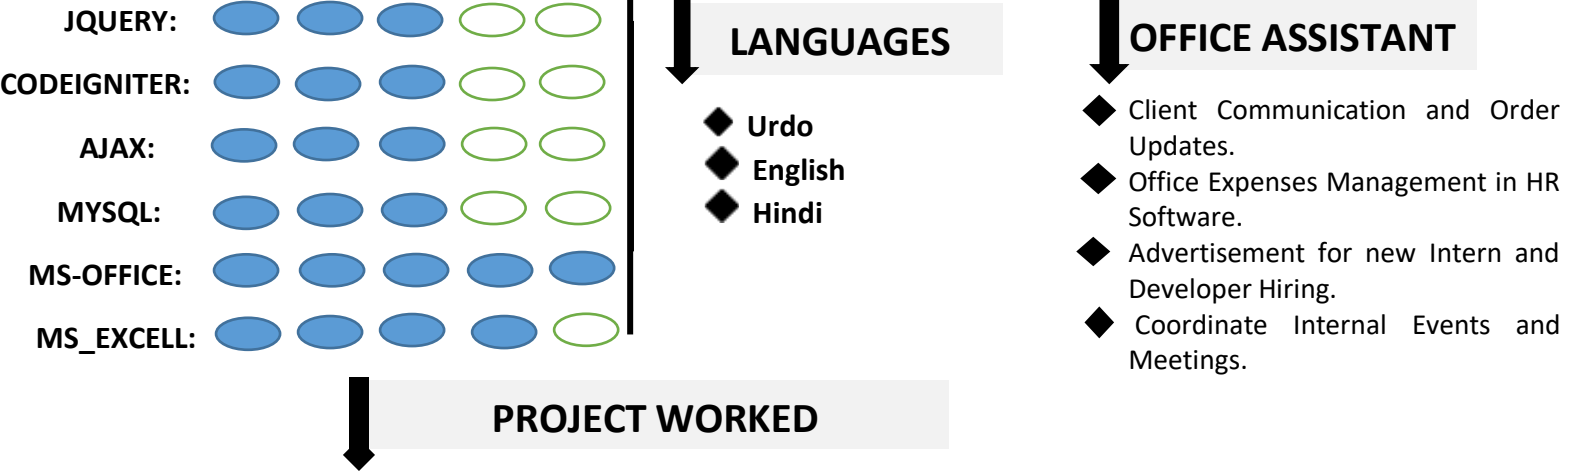 JQUERY:
CODEIGNITER:
AJAX:
MYSQL:
MS-OFFICE:
MS_EXCELL:
LANGUAGES
Urdo
English
Hindi
OFFICE ASSISTANT
Client Communication and Order
Updates.
Office Expenses Management in HR
Software.
Advertisement for new Intern and
Developer Hiring.
Coordinate Internal Events and
Meetings.
PROJECT WORKED